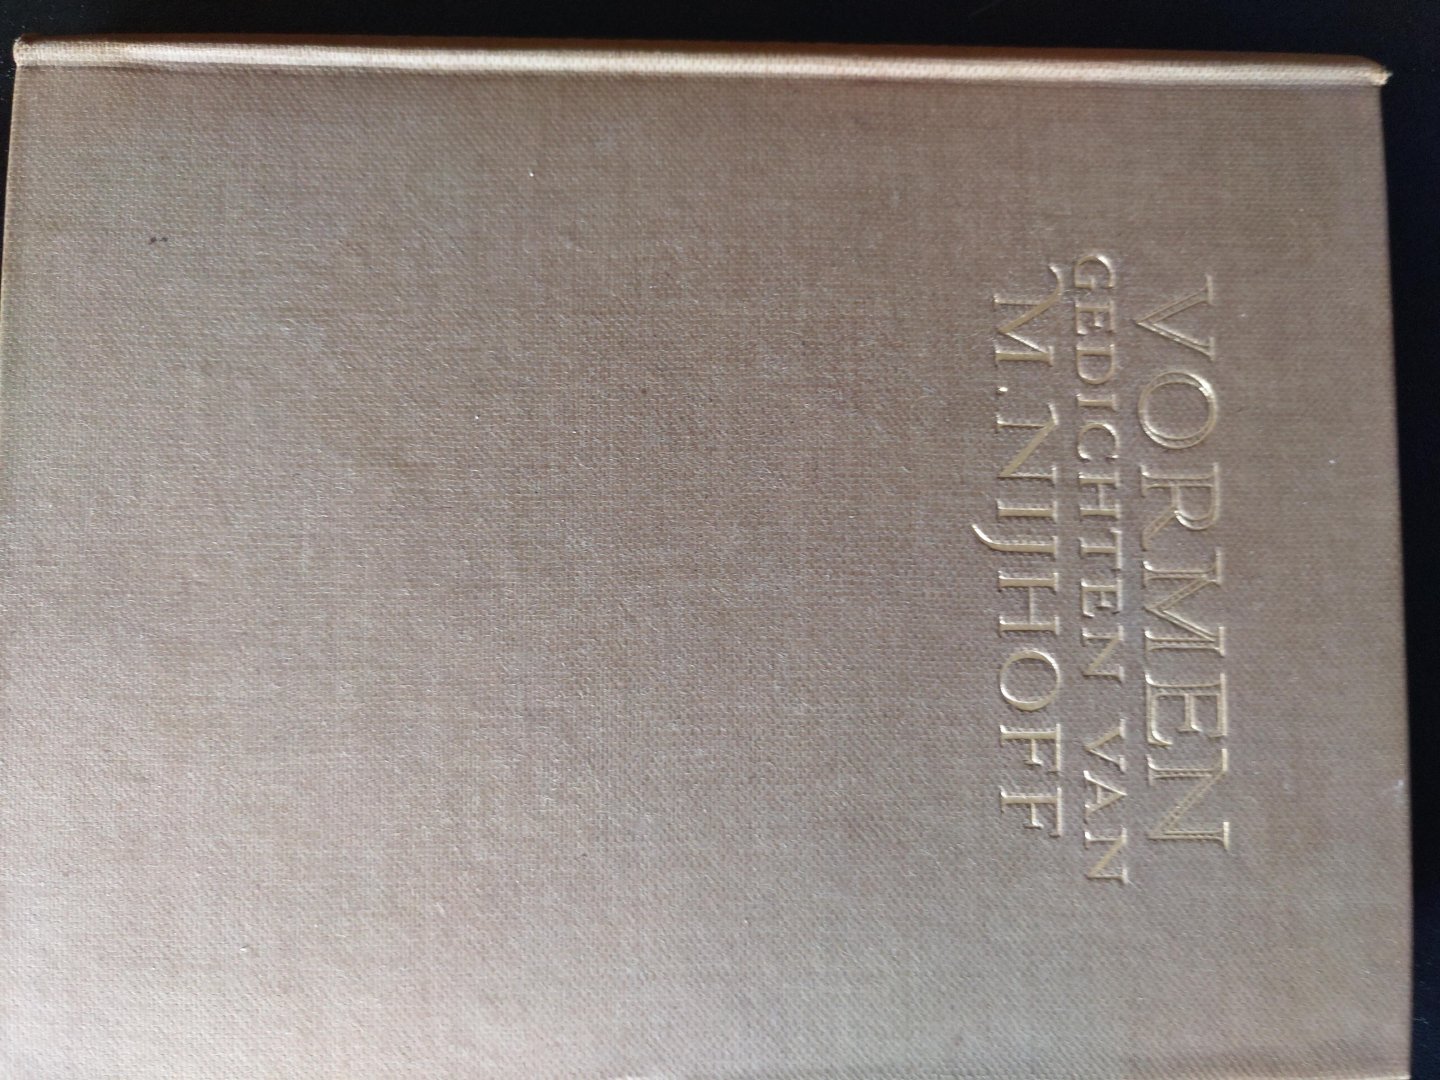 VORMEN
GEDICHTEN VAN
M. NIJHOFF